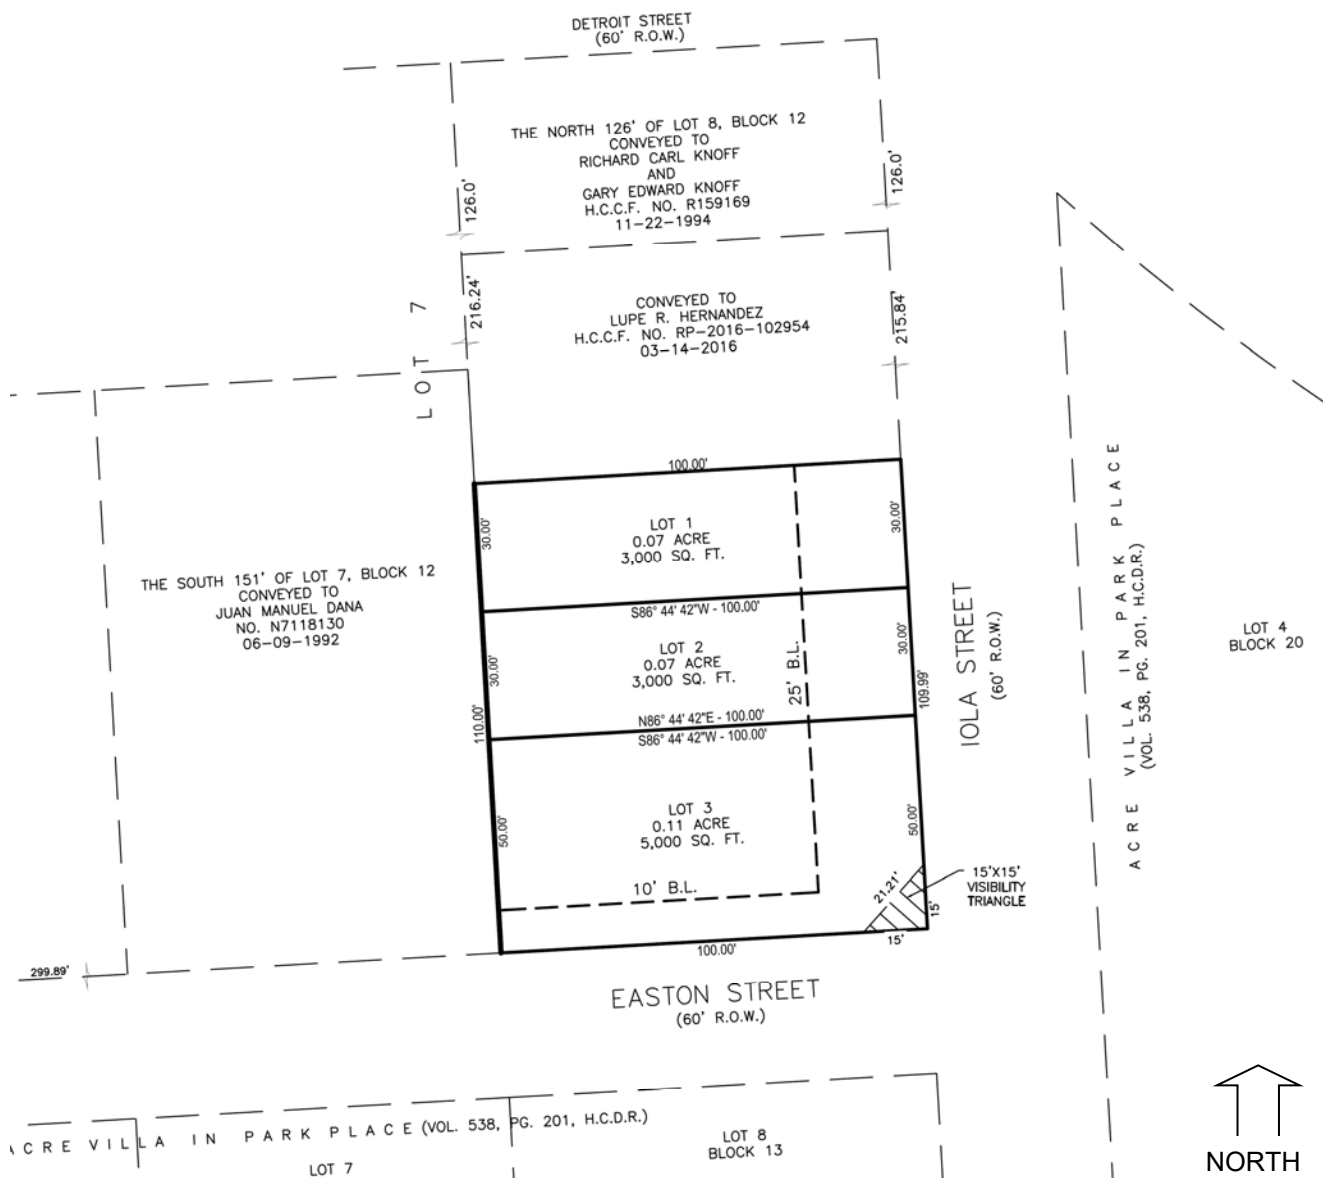 DETROIT STREET
(60' R.O.W.)
THE NORTH 126' OF LOT 8, BLOCK 12
CONVEYED TO
RICHARD CARL KNOFF
AND
GARY EDWARD KNOFF
H.C.C.F. NO. R159169
11-22-1994
126.0'
126.0'
216.24'
215.84'
CONVEYED TO
LUPE R. HERNANDEZ
H.C.C.F. NO. RP-2016-102954
03-14-2016
LOT 7
100.00'
30.00'
LOT 1
0.07 ACRE
3,000 SQ. FT.
30.00'
S86° 44' 42"W - 100.00'
THE SOUTH 151' OF LOT 7, BLOCK 12
CONVEYED TO
JUAN MANUEL DANA
NO. N7118130
06-09-1992
30.00'
LOT 2
0.07 ACRE
3,000 SQ. FT.
25' B.L.
30.00'
109.99'
110.00'
N86° 44' 42"E - 100.00'
S86° 44' 42"W - 100.00'
50.00'
LOT 3
0.11 ACRE
5,000 SQ. FT.
50.00'
10' B.L.
21.21'
15'
15'
15'X15'
VISIBILITY
TRIANGLE
100.00'
IOLA STREET
(60' R.O.W.)
ACRE VILLA IN PARK PLACE
(VOL. 538, PG. 201, H.C.D.R.)
LOT 4
BLOCK 20
299.89'
EASTON STREET
(60' R.O.W.)
ACRE VILLA IN PARK PLACE (VOL. 538, PG. 201, H.C.D.R.)
LOT 7
LOT 8
BLOCK 13
NORTH